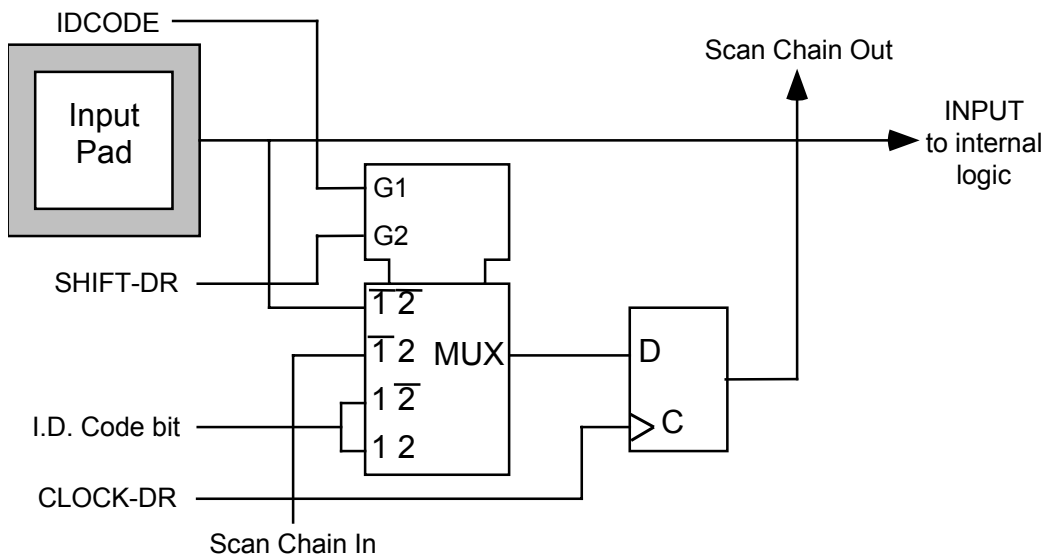 IDCODE
Scan Chain Out
Input
Pad
INPUT
to internal
logic
G1
G2
SHIFT-DR
1̅ 2̅
1̅ 2
MUX
D
1 2̅
I.D. Code bit
C
1 2
CLOCK-DR
Scan Chain In